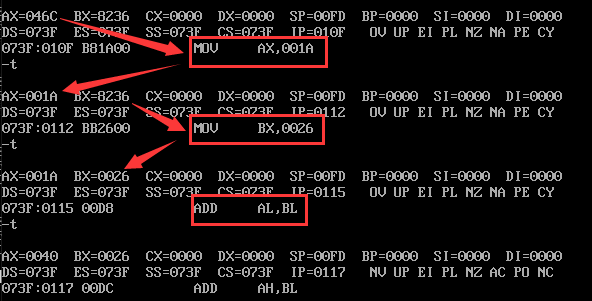 AX=046C  BX=8236  CX=0000  DX=0000  SP=00FD  BP=0000  SI=0000  DI=0000
DS=073F  ES=073F  SS=073F  CS=073F  IP=010F   OV UP EI PL NZ NA PE CY
073F:010F B81A00        MOV     AX,001A
-t
AX=001A  BX=8236  CX=0000  DX=0000  SP=00FD  BP=0000  SI=0000  DI=0000
DS=073F  ES=073F  SS=073F  CS=073F  IP=0112   OV UP EI PL NZ NA PE CY
073F:0112 BB2600        MOV     BX,0026
-t
AX=001A  BX=0026  CX=0000  DX=0000  SP=00FD  BP=0000  SI=0000  DI=0000
DS=073F  ES=073F  SS=073F  CS=073F  IP=0115   OV UP EI PL NZ NA PE CY
073F:0115 00D8          ADD     AL,BL
-t
AX=0040  BX=0026  CX=0000  DX=0000  SP=00FD  BP=0000  SI=0000  DI=0000
DS=073F  ES=073F  SS=073F  CS=073F  IP=0117   NV UP EI PL NZ AC PO NC
073F:0117 00DC          ADD     AH,BL